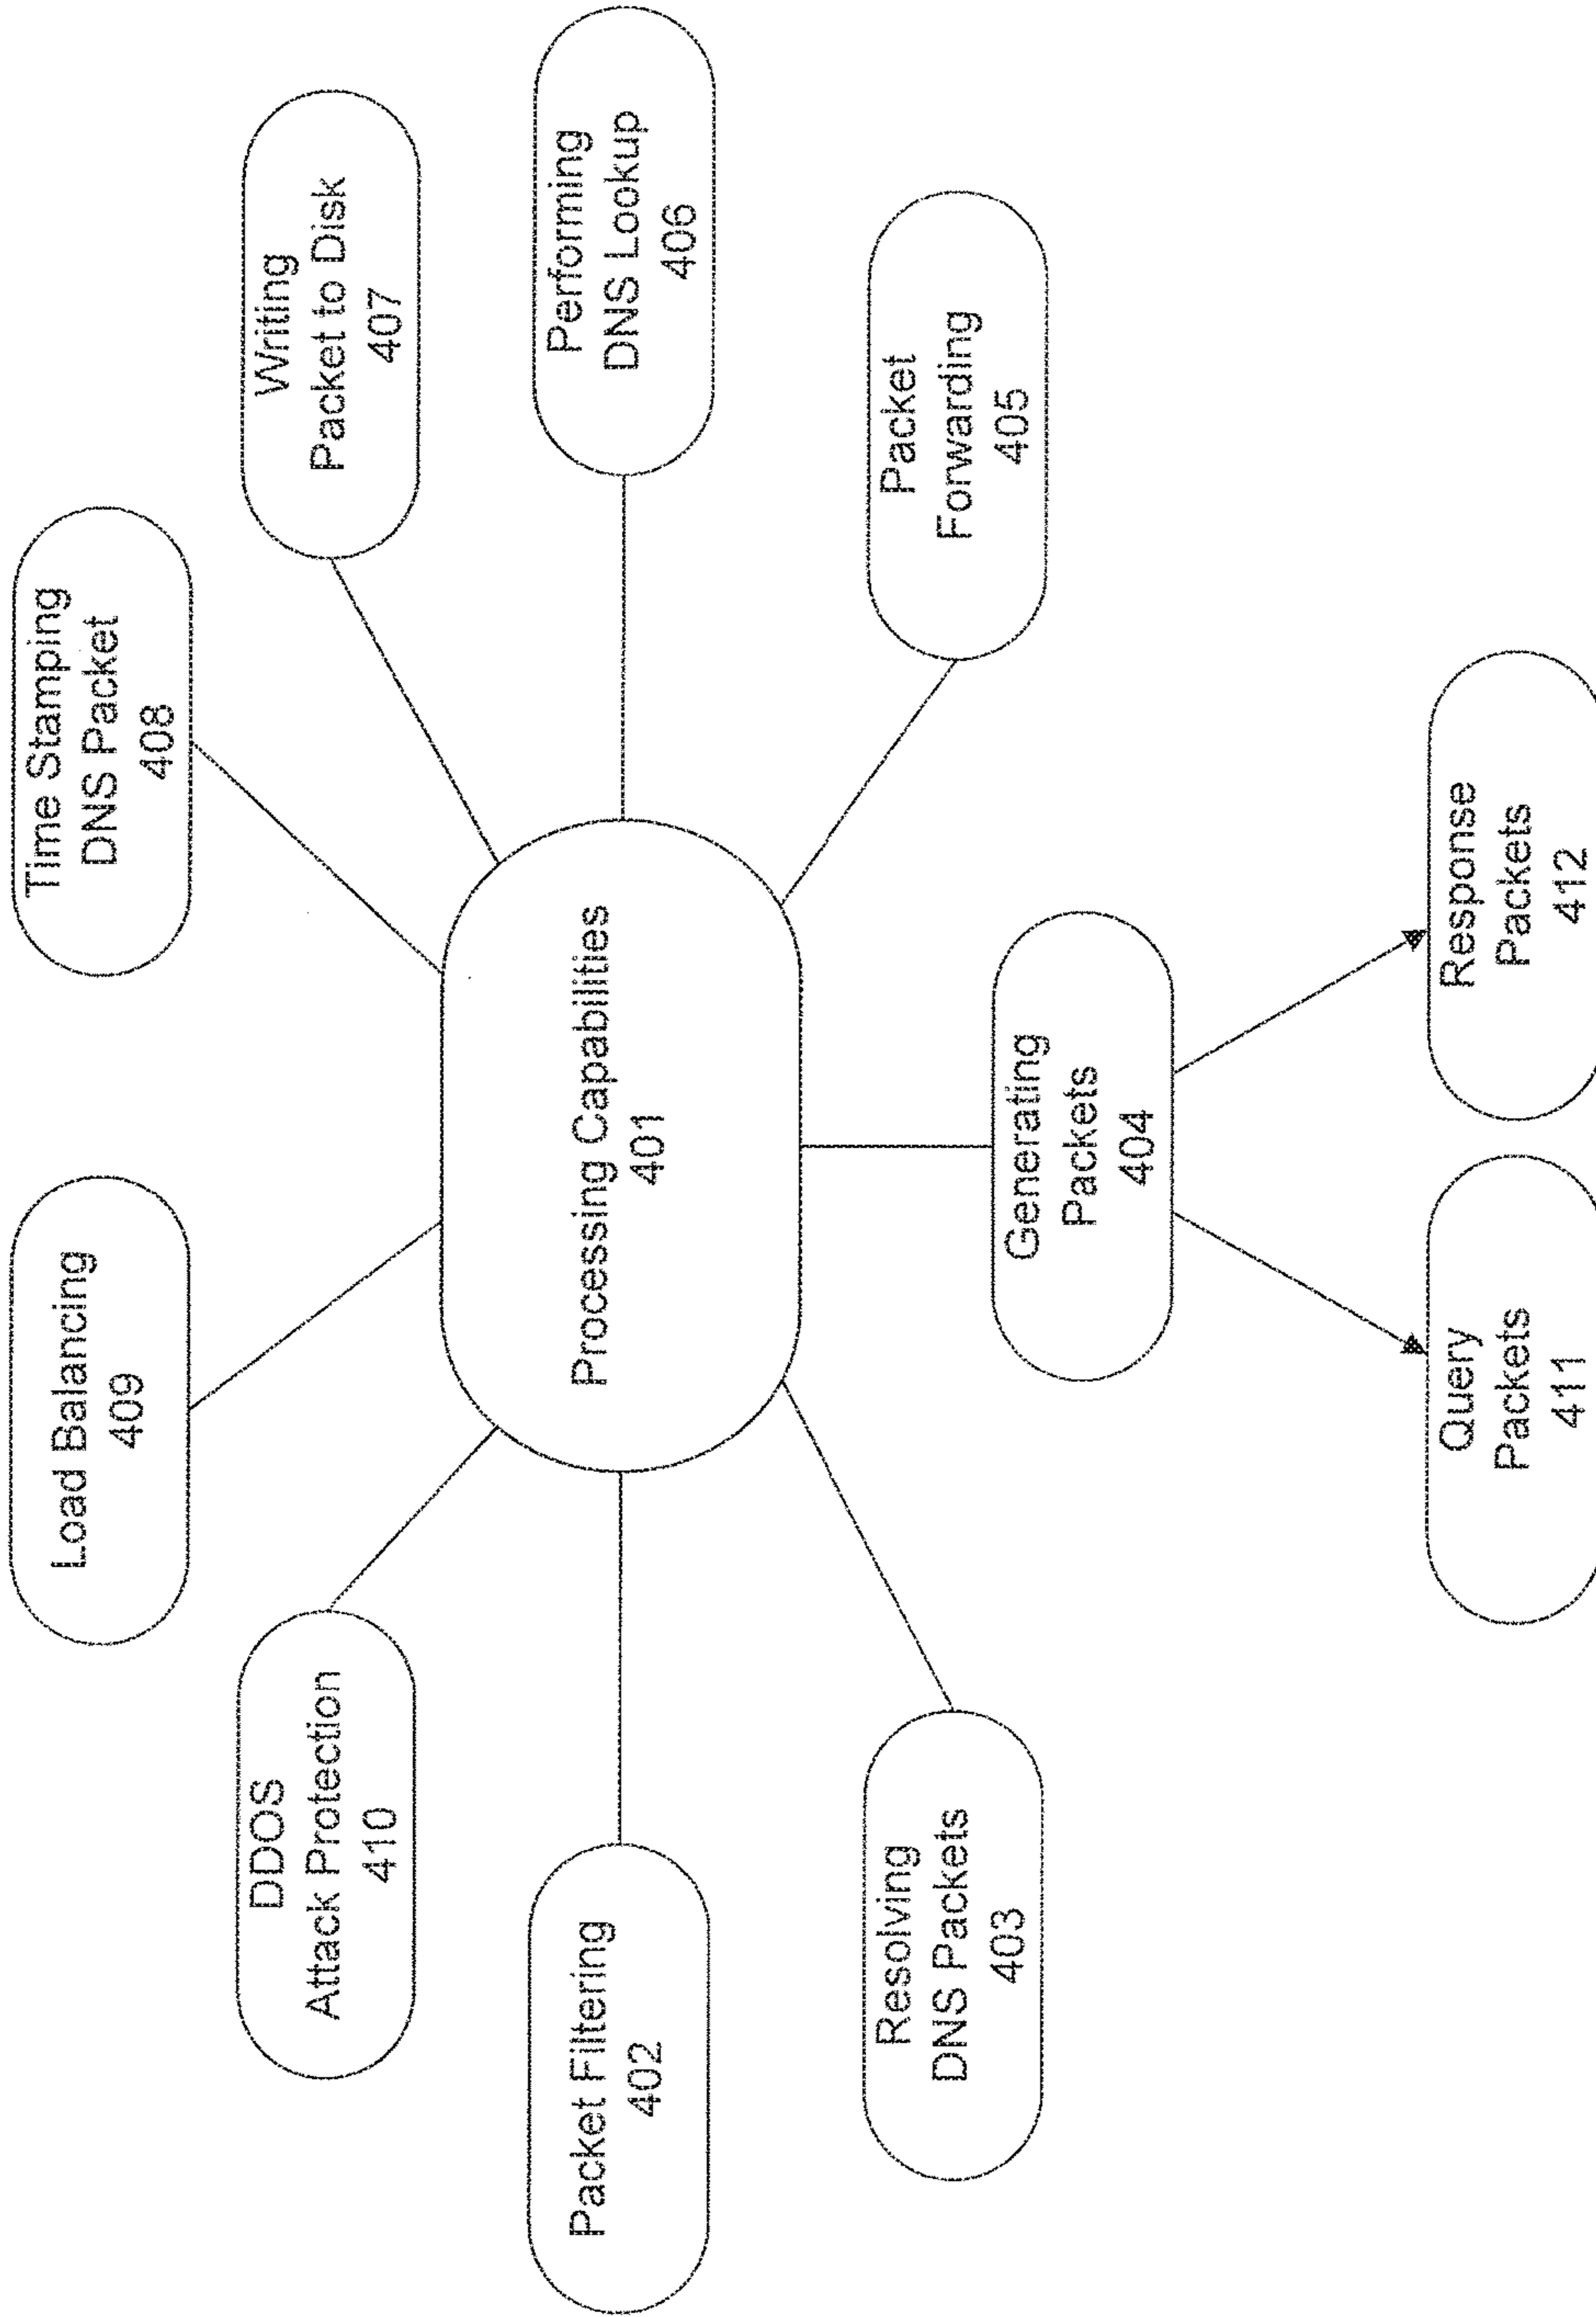 Load Balancing
409
Time Stamping
DNS Packet
408
DDOS
Attack Protection
410
Writing
Packet to Disk
407
Packet Filtering
402
Processing Capabilities
401
Performing
DNS Lookup
406
Resolving
DNS Packets
403
Packet
Forwarding
405
Generating
Packets
404
Query
Packets
411
Response
Packets
412